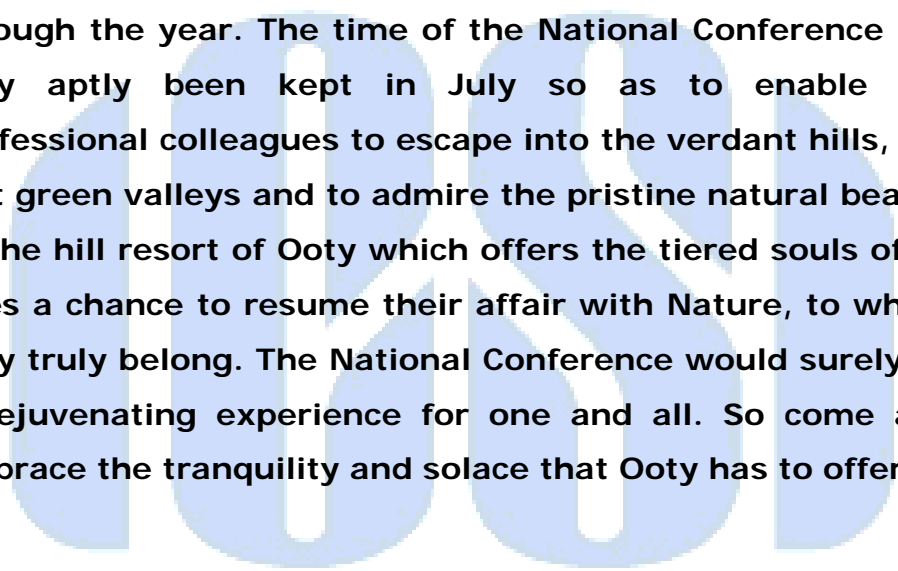 ough the year. The time of the National Conference
y aptly been kept in July so as to enable
fessional colleagues to escape into the verdant hills,
t green valleys and to admire the pristine natural bea
he hill resort of Ooty which offers the tiered souls of
es a chance to resume their affair with Nature, to wh
y truly belong. The National Conference would surely
ejuvenating experience for one and all. So come a
brace the tranquility and solace that Ooty has to offer